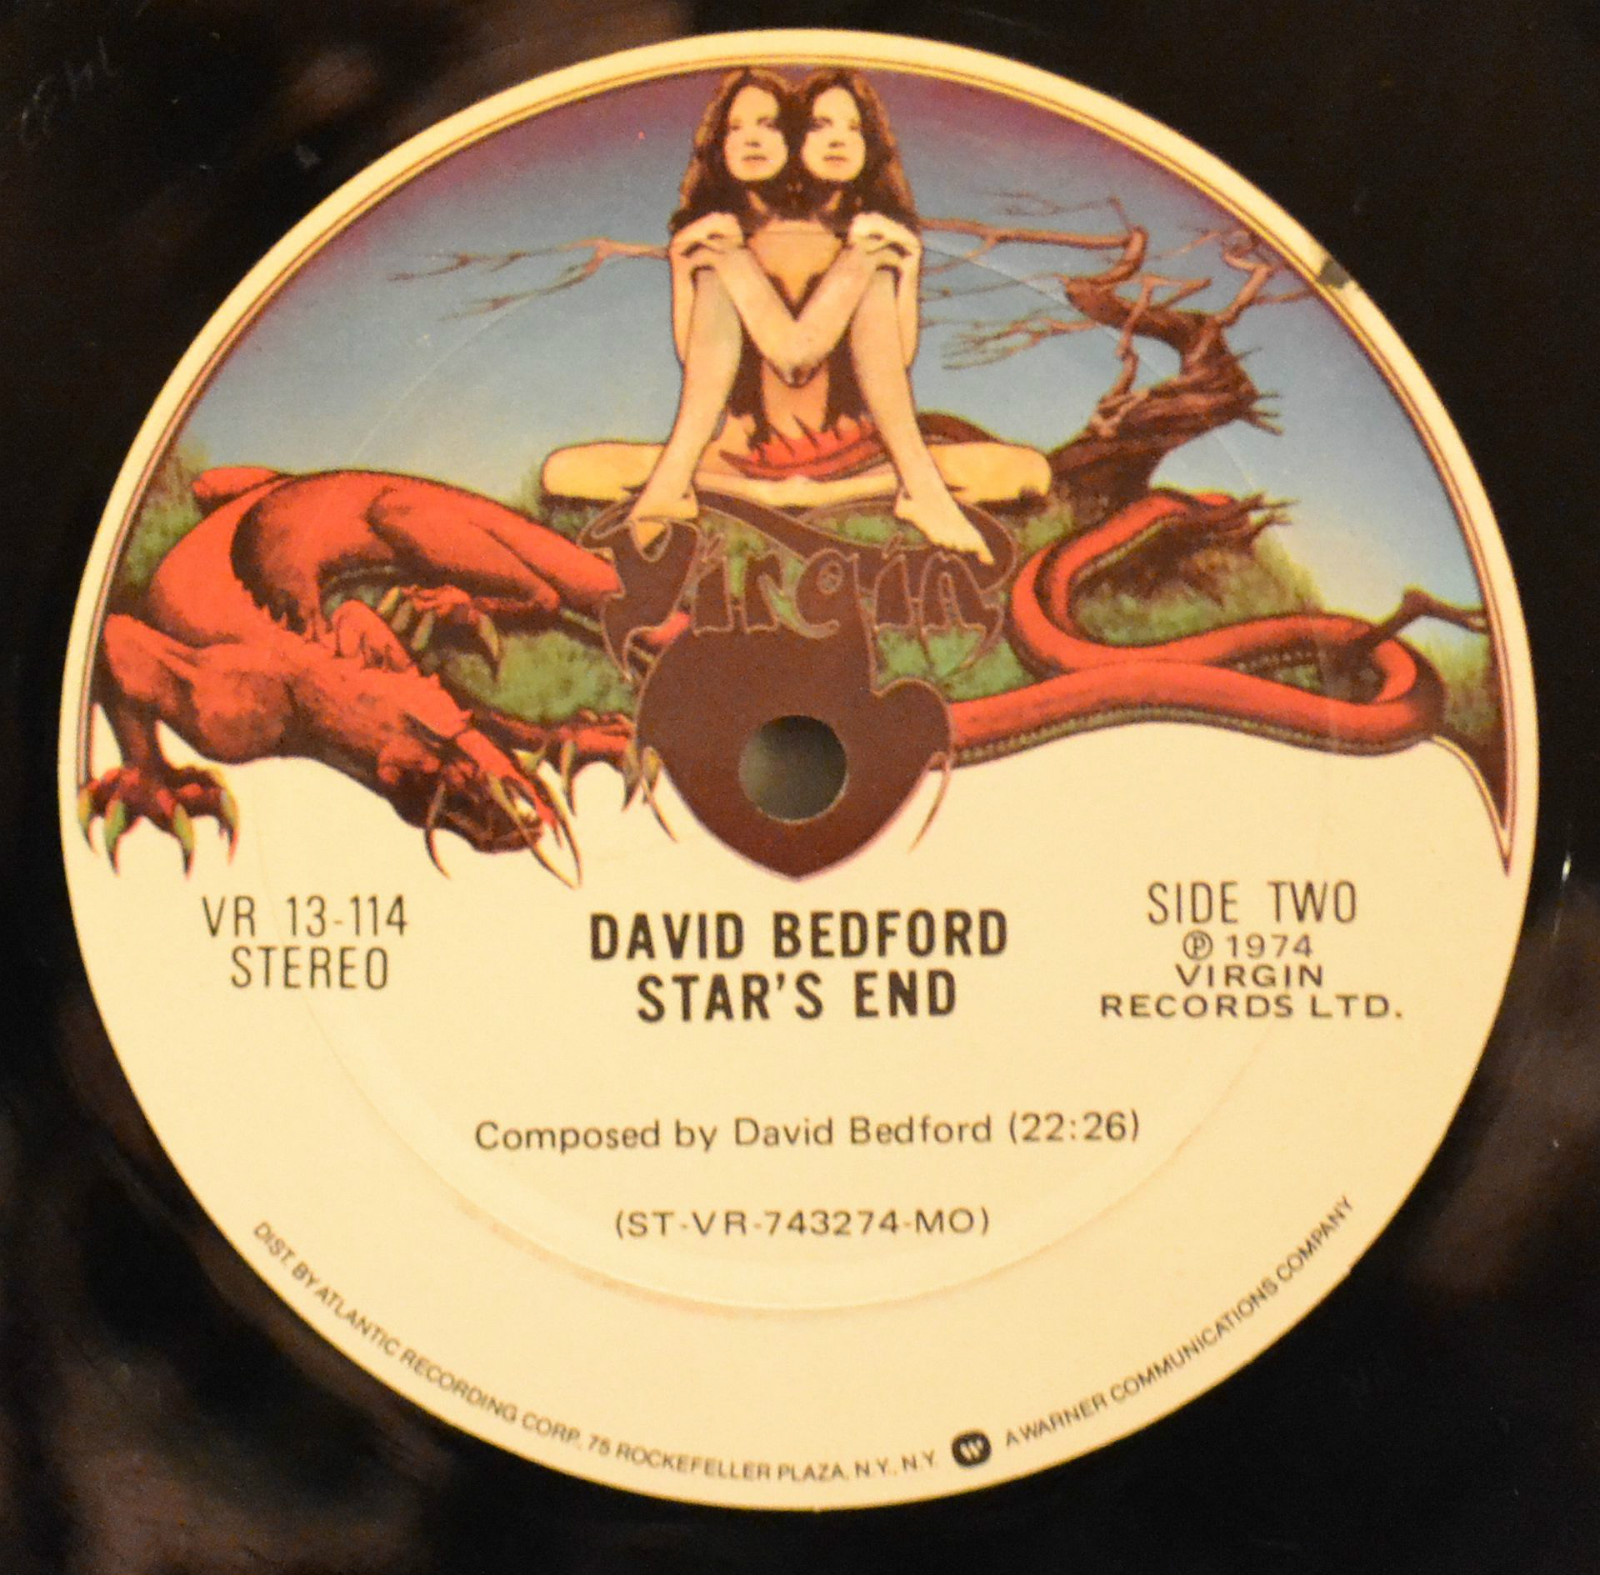 Virgin
VR 13-114
STEREO
DAVID BEDFORD
STAR'S END
SIDE TWO
℗ 1974
VIRGIN
RECORDS LTD.
Composed by David Bedford (22:26)
(ST-VR-743274-MO)
DIST. BY ATLANTIC RECORDING CORP., 75 ROCKEFELLER PLAZA, N.Y., N.Y. W A WARNER COMMUNICATIONS COMPANY